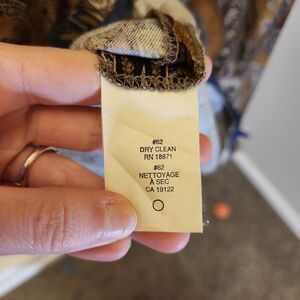 #62
DRY CLEAN
RN 18871
#62
NETTOYAGE
À SEC
CA 19122